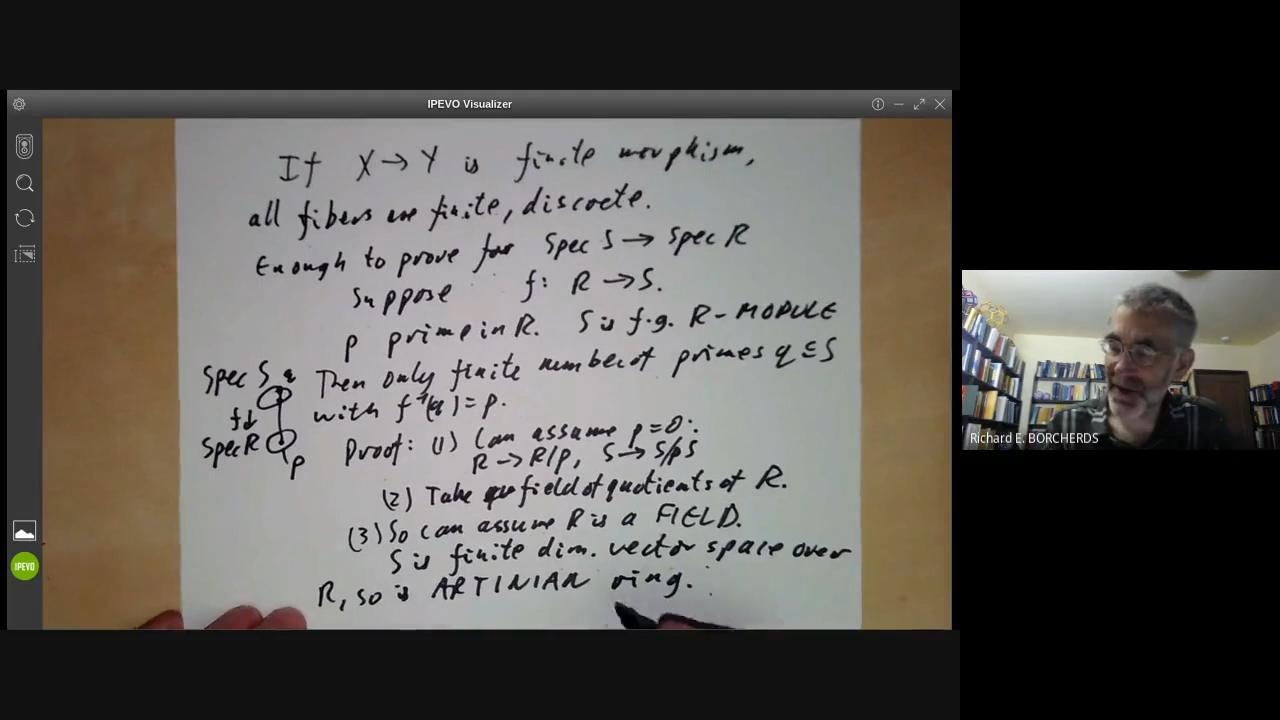 IPEVO Visualizer
If X → Y is finite morphism,
all fibers are finite, discrete.
Enough to prove for Spec S → Spec R
Suppose f: R → S.
p prime in R. S is f.g. R-MODULE
Then only finite number of primes q ⊆ S
with f⁻¹(q) = p.
Spec S q
f ↓
Spec R
p
Proof: (1) Can assume p = 0:
R → R/p, S → S/pS
(2) Take field of quotients of R.
(3) So can assume R is a FIELD.
S is finite dim. vector space over
R, so is ARTINIAN ring.
IPEVO
Richard E. BORCHERDS